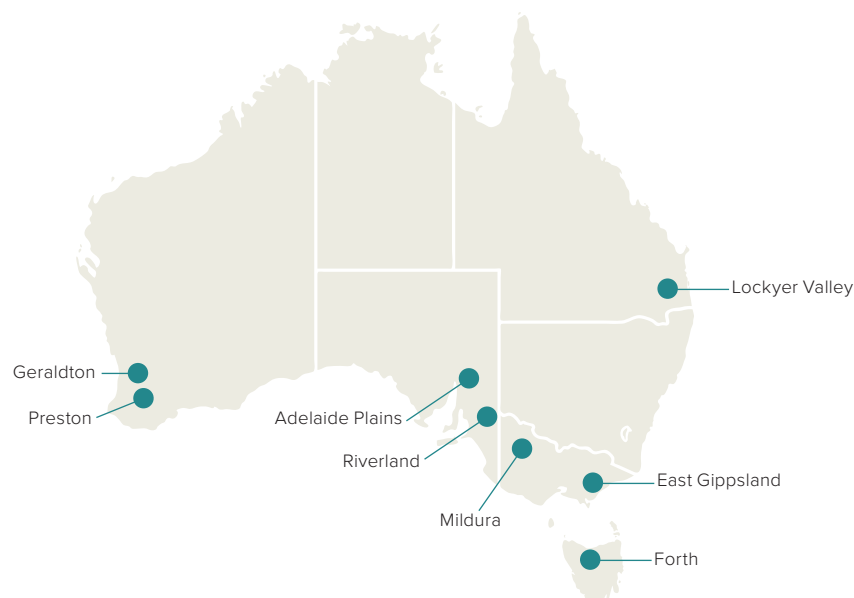 Lockyer Valley
Geraldton
Preston
Adelaide Plains
Riverland
East Gippsland
Mildura
Forth